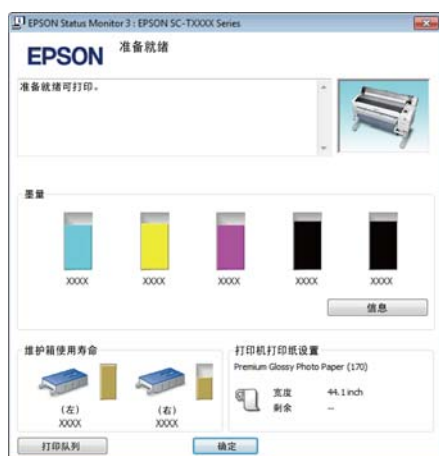 EPSON Status Monitor 3 : EPSON SC-TXXXX Series
EPSON
准备就绪
准备就绪可打印。
墨量
XXXX XXXX XXXX XXXX XXXX
信息
维护箱使用寿命
(左) (右)
XXXX XXXX
打印机打印纸设置
Premium Glossy Photo Paper (170)
宽度 44.1 inch
剩余 --
打印队列 确定